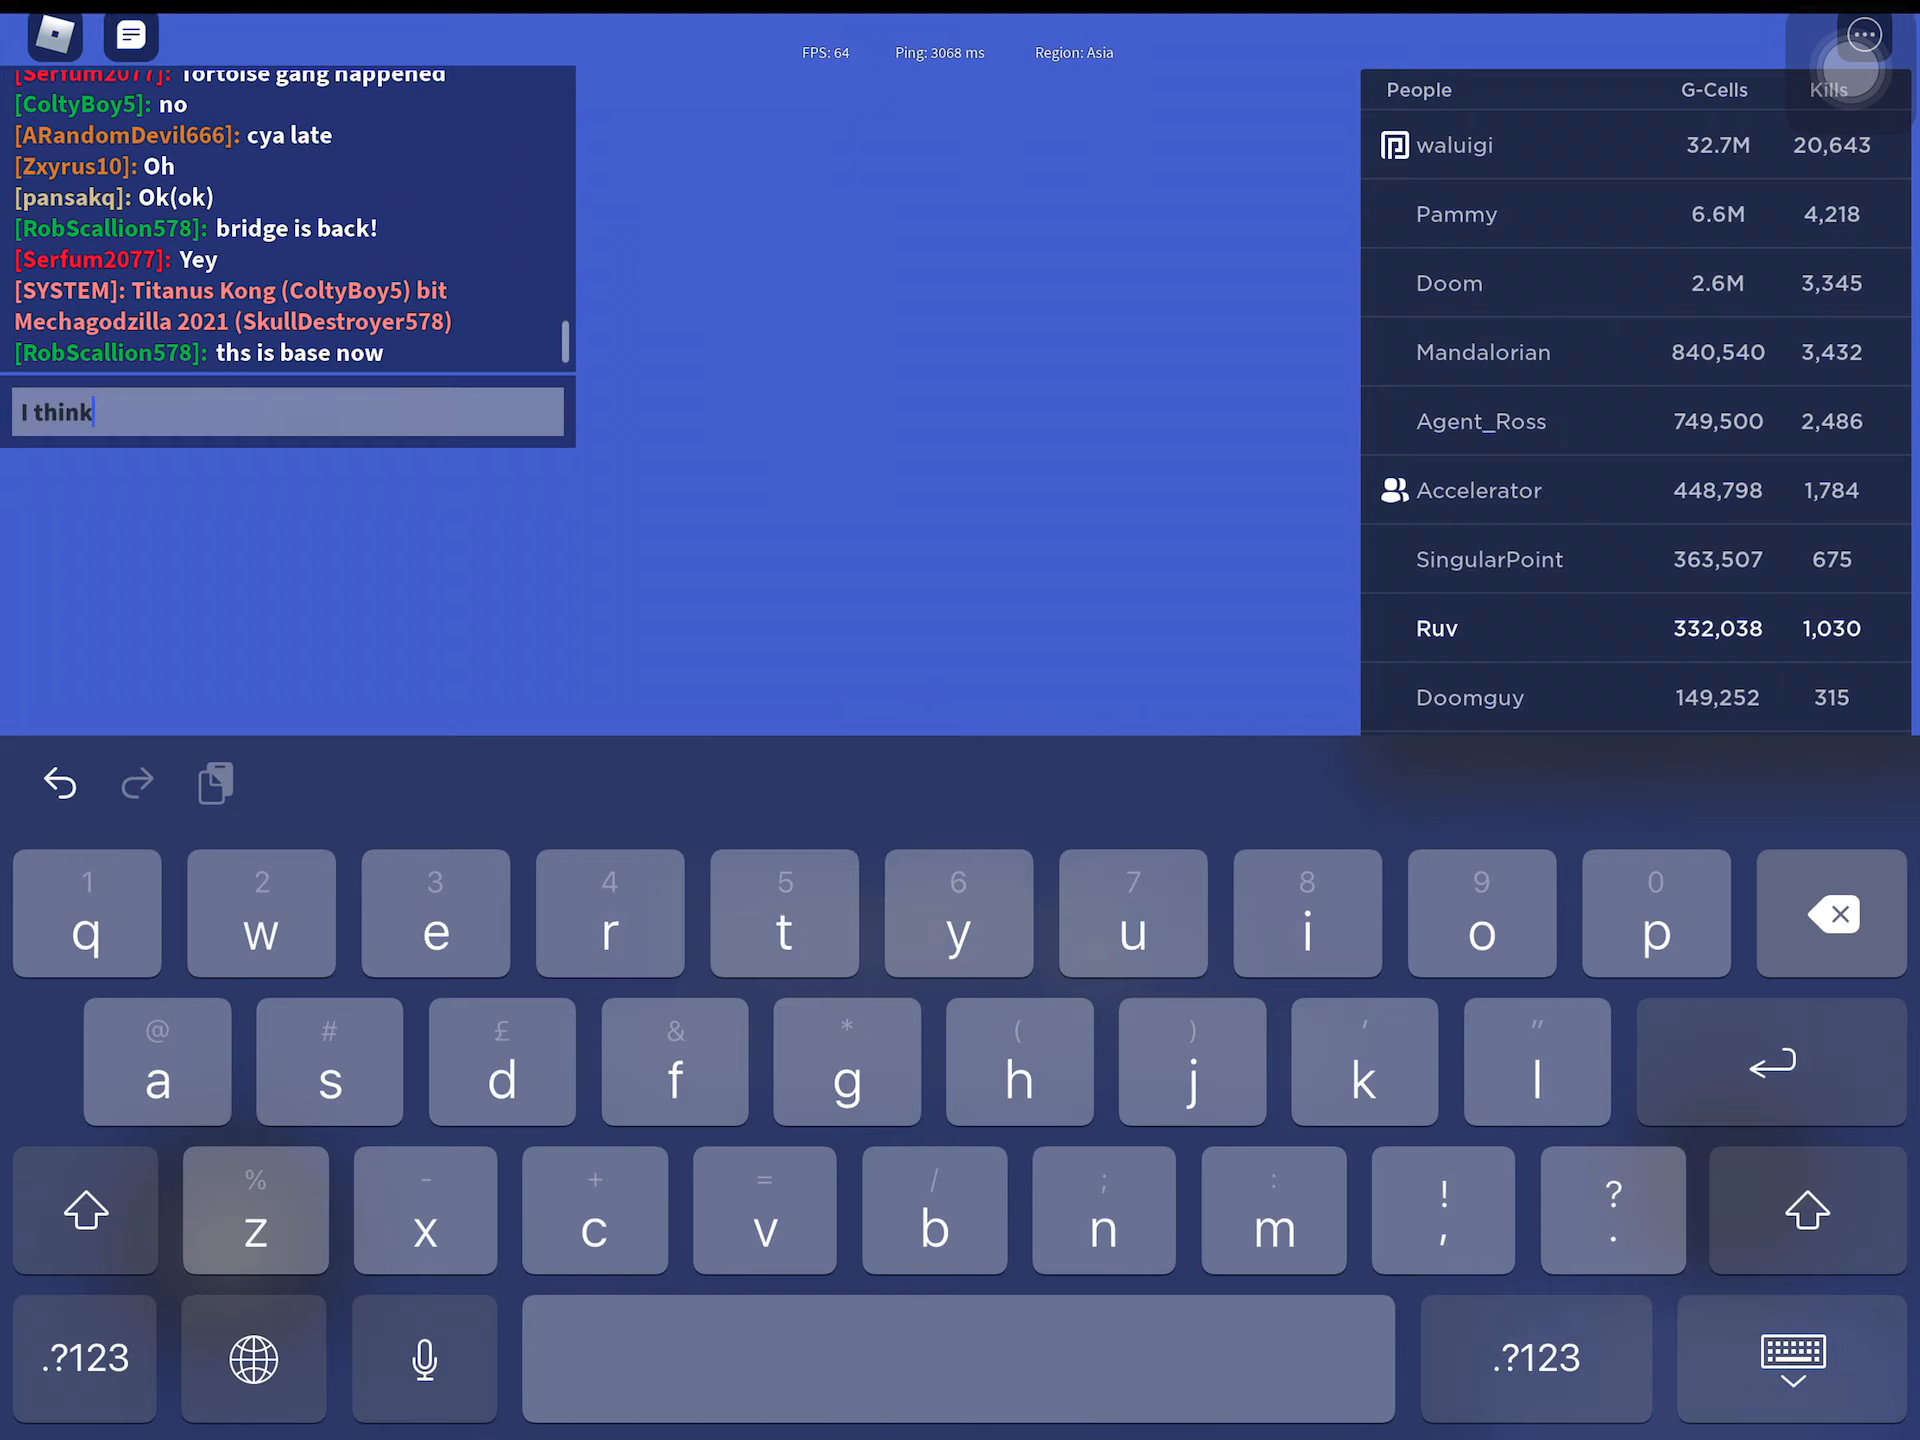 FPS: 64 Ping: 3068 ms Region: Asia
[Serfum2077]: Tortoise gang happened
[ColtyBoy5]: no
[ARandomDevil666]: cya late
[Zxyrus10]: Oh
[pansakq]: Ok(ok)
[RobScallion578]: bridge is back!
[Serfum2077]: Yey
[SYSTEM]: Titanus Kong (ColtyBoy5) bit
Mechagodzilla 2021 (SkullDestroyer578)
[RobScallion578]: ths is base now
I think
People G-Cells Kills
waluigi 32.7M 20,643
Pammy 6.6M 4,218
Doom 2.6M 3,345
Mandalorian 840,540 3,432
Agent_Ross 749,500 2,486
Accelerator 448,798 1,784
SingularPoint 363,507 675
Ruv 332,038 1,030
Doomguy 149,252 315
1 2 3 4 5 6 7 8 9 0
q w e r t y u i o p
@ # £ & * ( ) ' "
a s d f g h j k l
% - + = / ; : ! ?
z x c v b n m , .
.?123 .?123